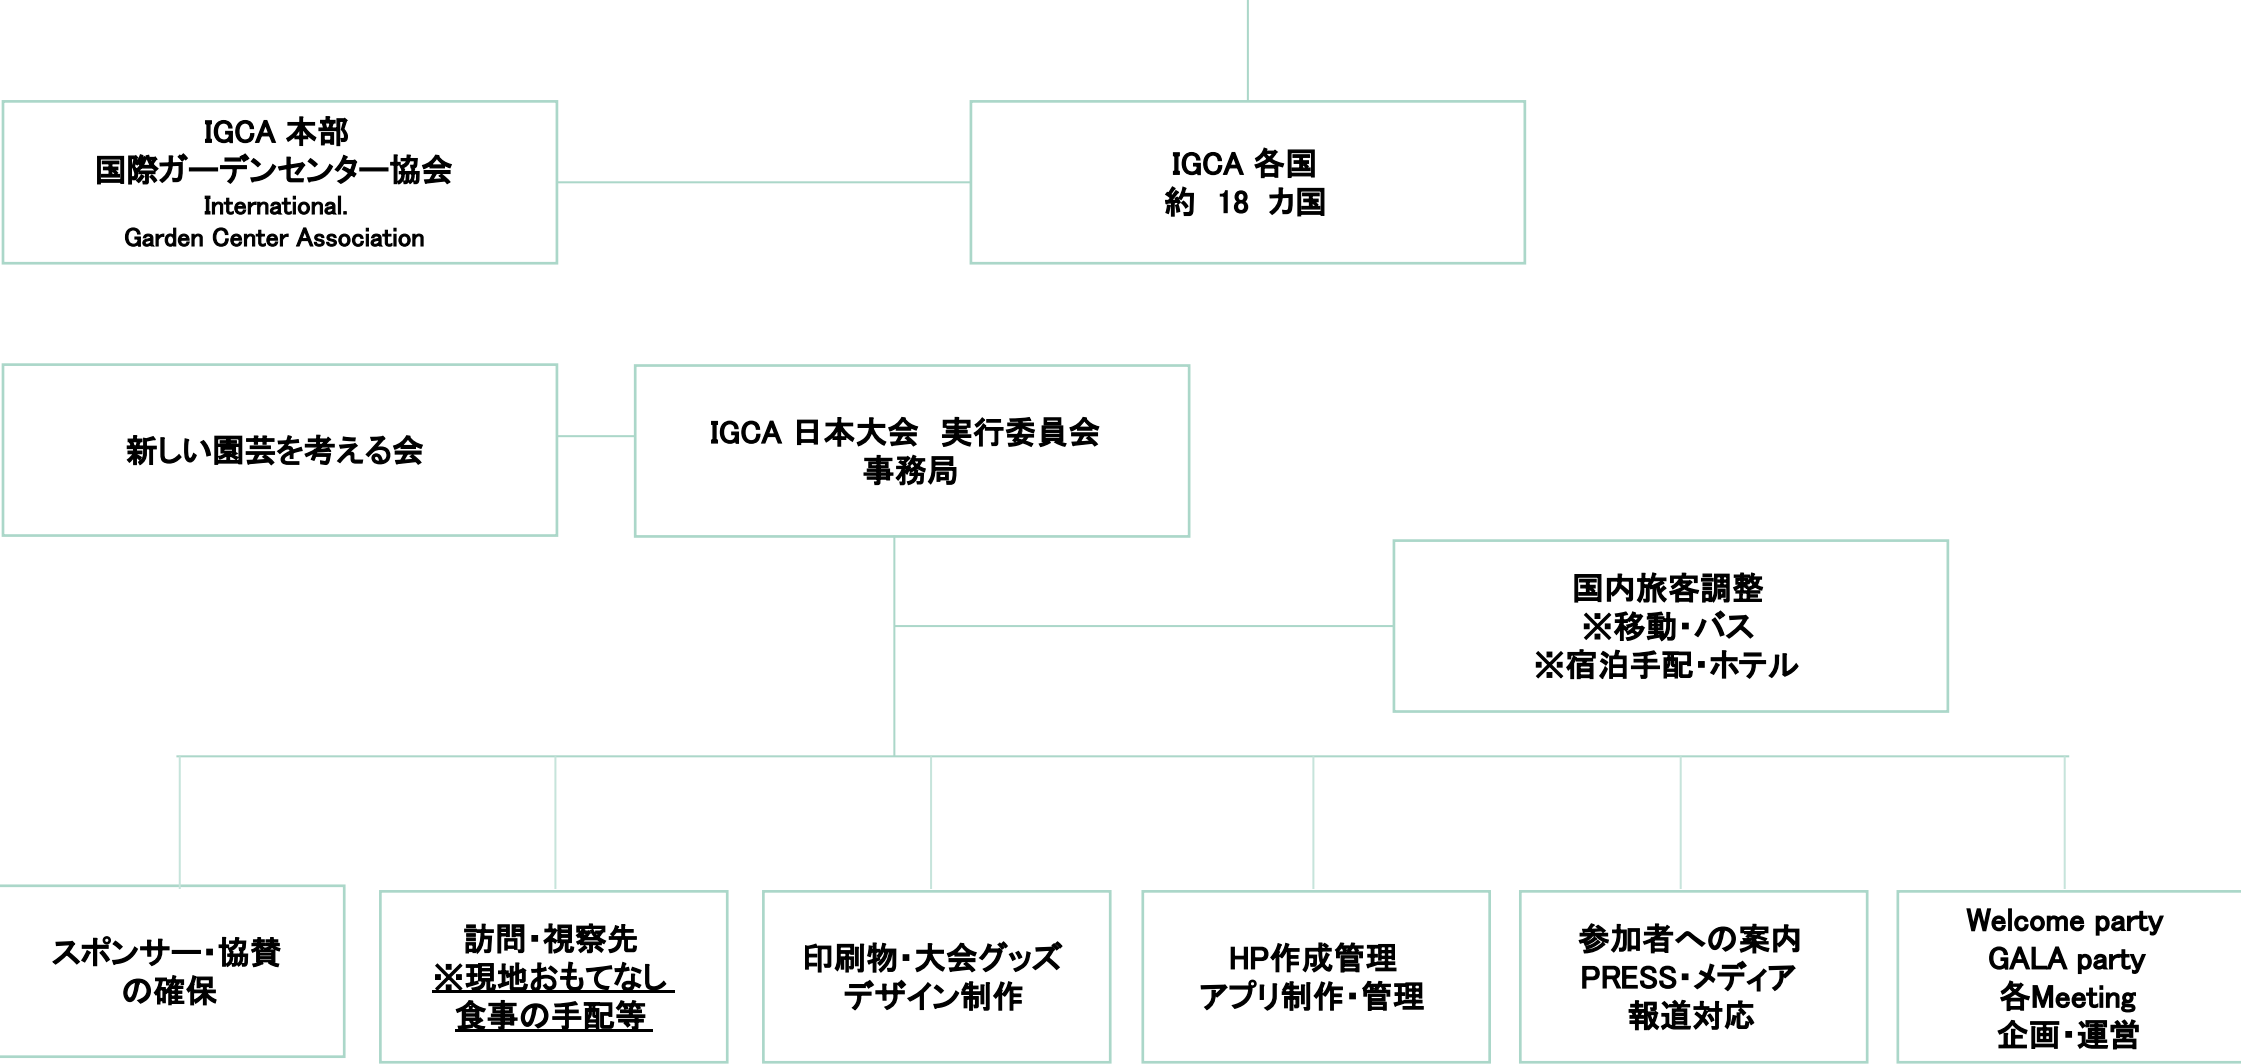 IGCA 本部
国際ガーデンセンター協会
International.
Garden Center Association
IGCA 各国
約　18　カ国
新しい園芸を考える会
IGCA 日本大会　実行委員会
事務局
国内旅客調整
※移動・バス
※宿泊手配・ホテル
スポンサー・協賛
の確保
訪問・視察先
※現地おもてなし
食事の手配等
印刷物・大会グッズ
デザイン制作
HP作成管理
アプリ制作・管理
参加者への案内
PRESS・メディア
報道対応
Welcome party
GALA party
各Meeting
企画・運営